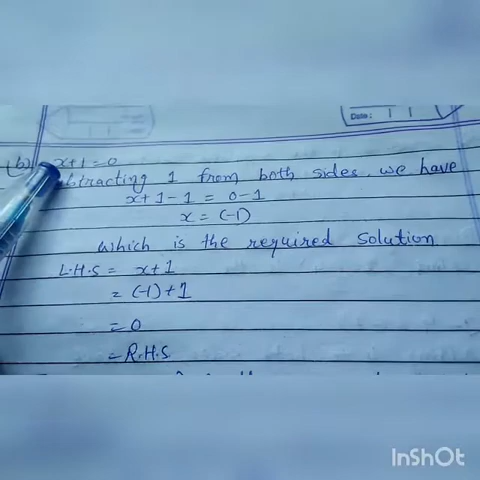 Date:
(b) x+1=0
btracting 1 from both sides, we have
x+1-1 = 0-1
x = (-1)
which is the required solution
L.H.S = x+1
= (-1)+1
= 0
= R.H.S.
InShOt